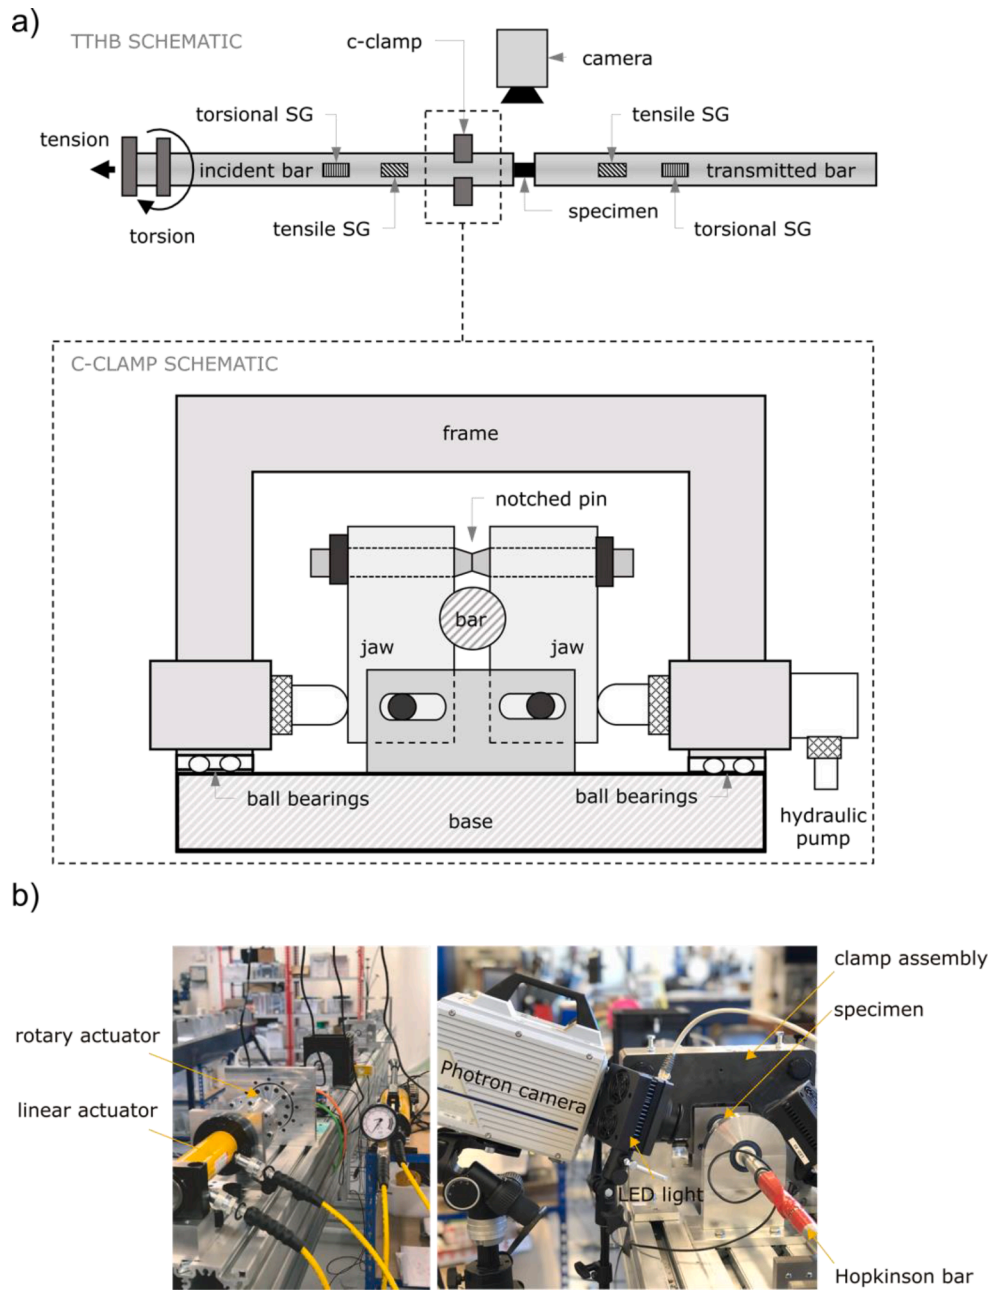 a)
TTHB SCHEMATIC
c-clamp
camera
torsional SG
tensile SG
tension
incident bar
transmitted bar
torsion
tensile SG
specimen
torsional SG
C-CLAMP SCHEMATIC
frame
notched pin
bar
jaw
jaw
ball bearings
ball bearings
hydraulic
pump
base
b)
clamp assembly
specimen
rotary actuator
linear actuator
Photron camera
LED light
Hopkinson bar